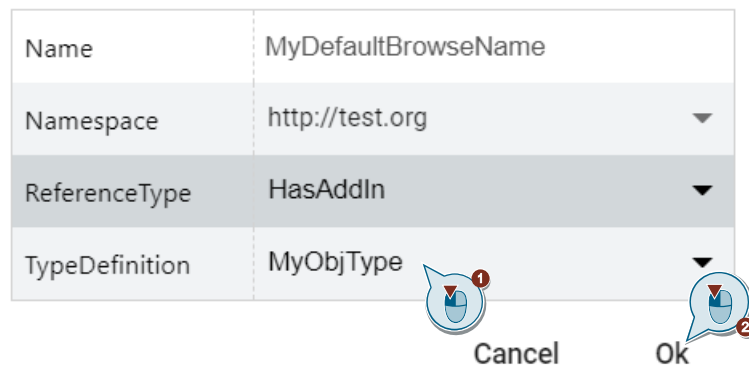 Name MyDefaultBrowseName
Namespace http://test.org
ReferenceType HasAddIn
TypeDefinition MyObjType
1
2
Cancel Ok